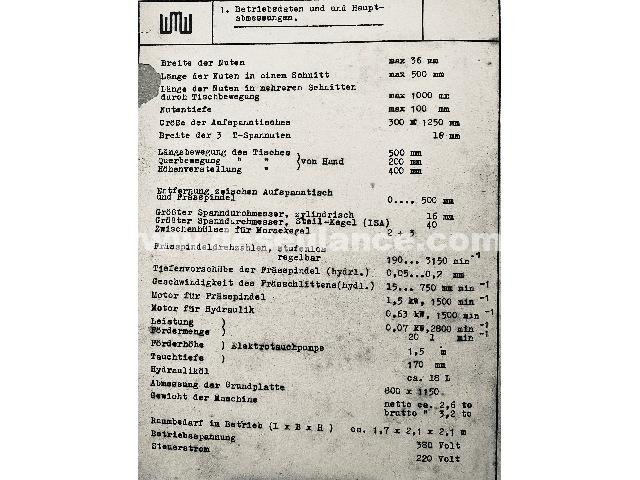 WMW
1. Betriebsdaten und und Haupt-
abmessungen.
Breite der Nuten max 36 mm
Länge der Nuten in einem Schnitt max 500 mm
Länge der Nuten in mehreren Schnitten
durch Tischbewegung max 1000 mm
Nutentiefe max 100 mm
Größe der Aufspanntisches 300 x 1250 mm
Breite der 3 T-Spannuten 18 mm
Längsbewegung des Tisches 500 mm
Querbewegung " " }von Hand 200 mm
Höhenverstellung " 400 mm
Entfernung zwischen Aufspanntisch
und Frässpindel 0.... 500 mm
Größter Spanndurchmesser, zylindrisch 16 mm
Größter Spanndurchmesser, Steil-Kegel (ISA) 40
Zwischenhülsen für Morsekegel 2 + 3
Frässpindeldrehzahlen, stufenlos
regelbar 190... 3150 min-1
Tiefenvorschübe der Frässpindel (hydrl.) 0,05...0,2 mm
Geschwindigkeit des Frässchlittens(hydl.) 15... 750 mm min-1
Motor für Frässpindel 1,5 kW, 1500 min-1
Motor für Hydraulik 0,63 kW, 1500 min-1
Leistung } 0,07 kW,2800 min-1
Fördermenge } 20 l min-1
Förderhöhe ) Elektrotauchpumpe 1,5 m
Tauchtiefe ) 170 mm
Hydrauliköl ca. 18 L
Abmessung der Grundplatte 800 x 1150
Gewicht der Maschine netto ca. 2,6 to
brutto " 3,2 to
Raumbedarf in Betrieb (L x B x H ) ca. 1,7 x 2,1 x 2,1 m
Betriebsspannung 380 Volt
Steuerstrom 220 Volt